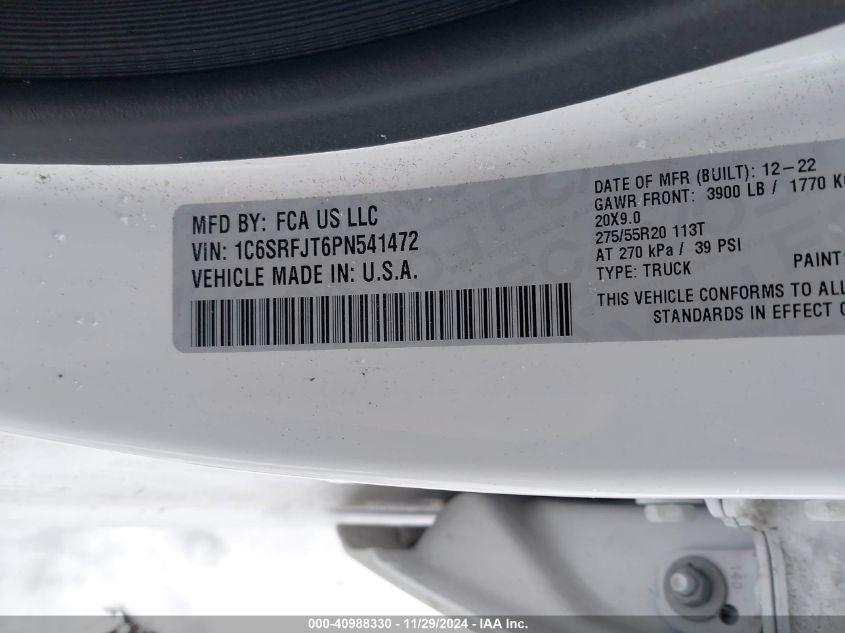 MFD BY: FCA US LLC
VIN: 1C6SRFJT6PN541472
VEHICLE MADE IN: U.S.A.
DATE OF MFR (BUILT): 12-22
GAWR FRONT: 3900 LB / 1770 KG
20X9.0
275/55R20 113T
AT 270 kPa / 39 PSI
TYPE: TRUCK PAINT:
THIS VEHICLE CONFORMS TO ALL
STANDARDS IN EFFECT
000-40988330 - 11/29/2024 - IAAI Inc.